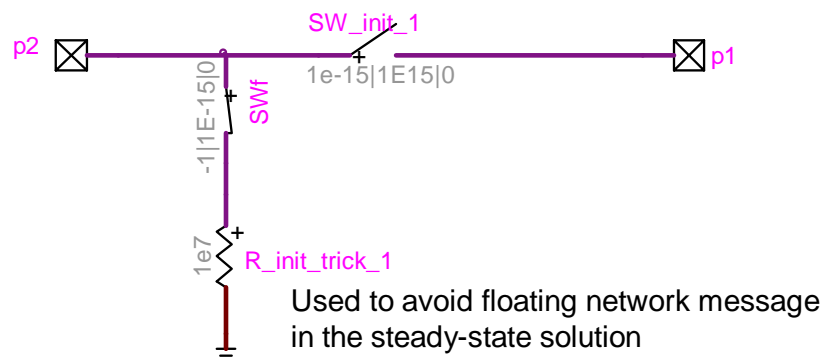 SW_init_1
p2
p1
1e-15|1E15|0
-1|1E-15|0
SWf
1e7
R_init_trick_1
Used to avoid floating network message
in the steady-state solution